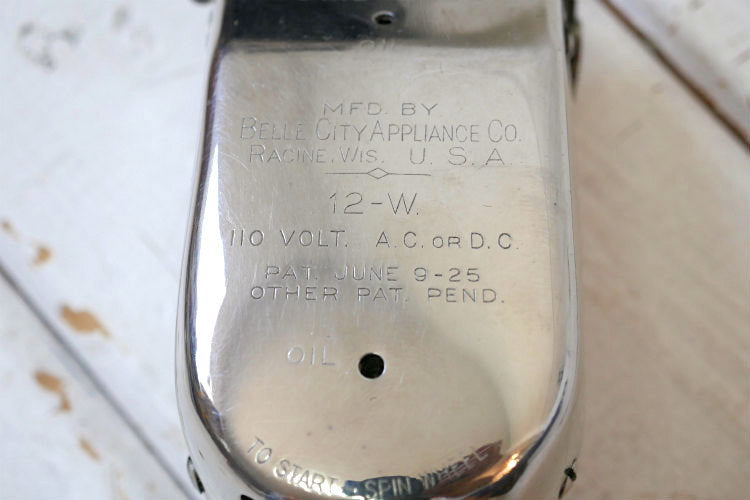 OIL
MFD. BY
BELLE CITY APPLIANCE CO.
RACINE, WIS. U. S. A.
12-W.
110 VOLT. A.C. OR D.C.
PAT. JUNE 9-25
OTHER PAT. PEND.
OIL
TO START SPIN WHEEL